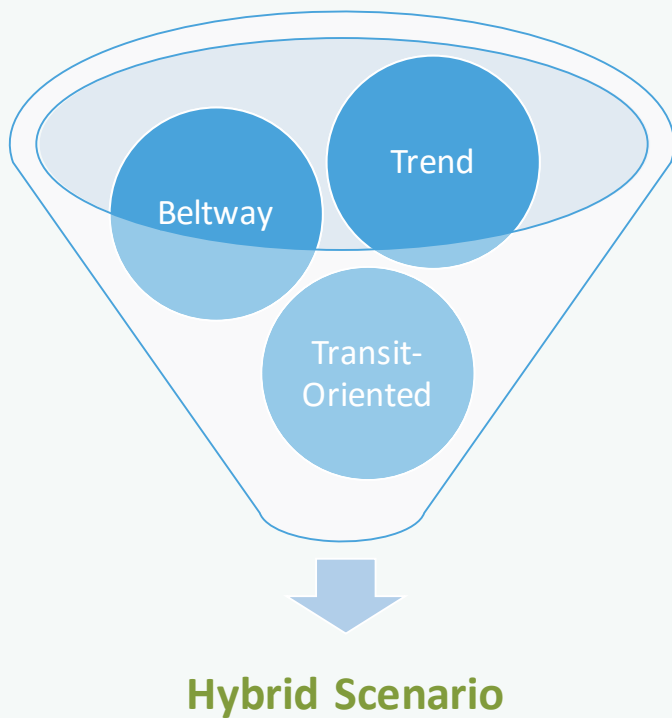 Trend
Beltway
Transit-
Oriented
Hybrid Scenario